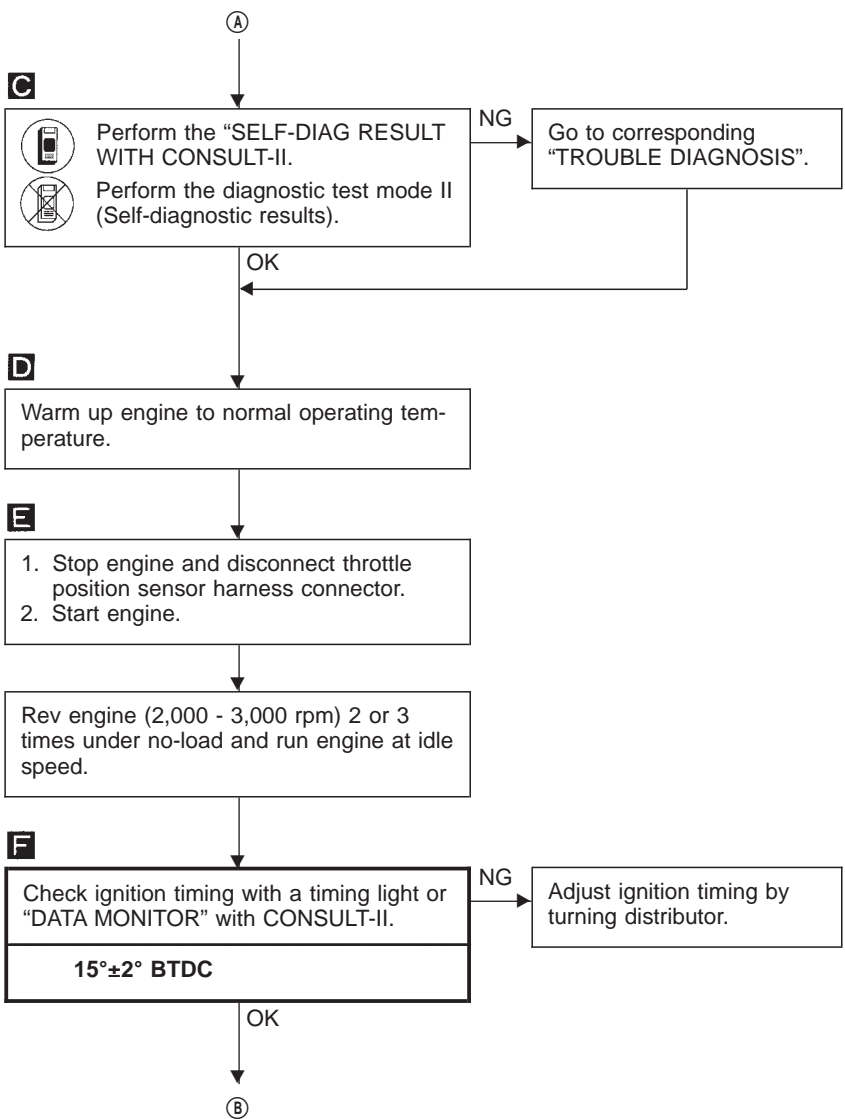 Ⓐ
C
Perform the “SELF-DIAG RESULT
WITH CONSULT-II.
Perform the diagnostic test mode II
(Self-diagnostic results).
NG
Go to corresponding
“TROUBLE DIAGNOSIS”.
OK
D
Warm up engine to normal operating tem-
perature.
E
1. Stop engine and disconnect throttle
position sensor harness connector.
2. Start engine.
Rev engine (2,000 - 3,000 rpm) 2 or 3
times under no-load and run engine at idle
speed.
F
Check ignition timing with a timing light or
“DATA MONITOR” with CONSULT-II.
15°±2° BTDC
NG
Adjust ignition timing by
turning distributor.
OK
Ⓑ